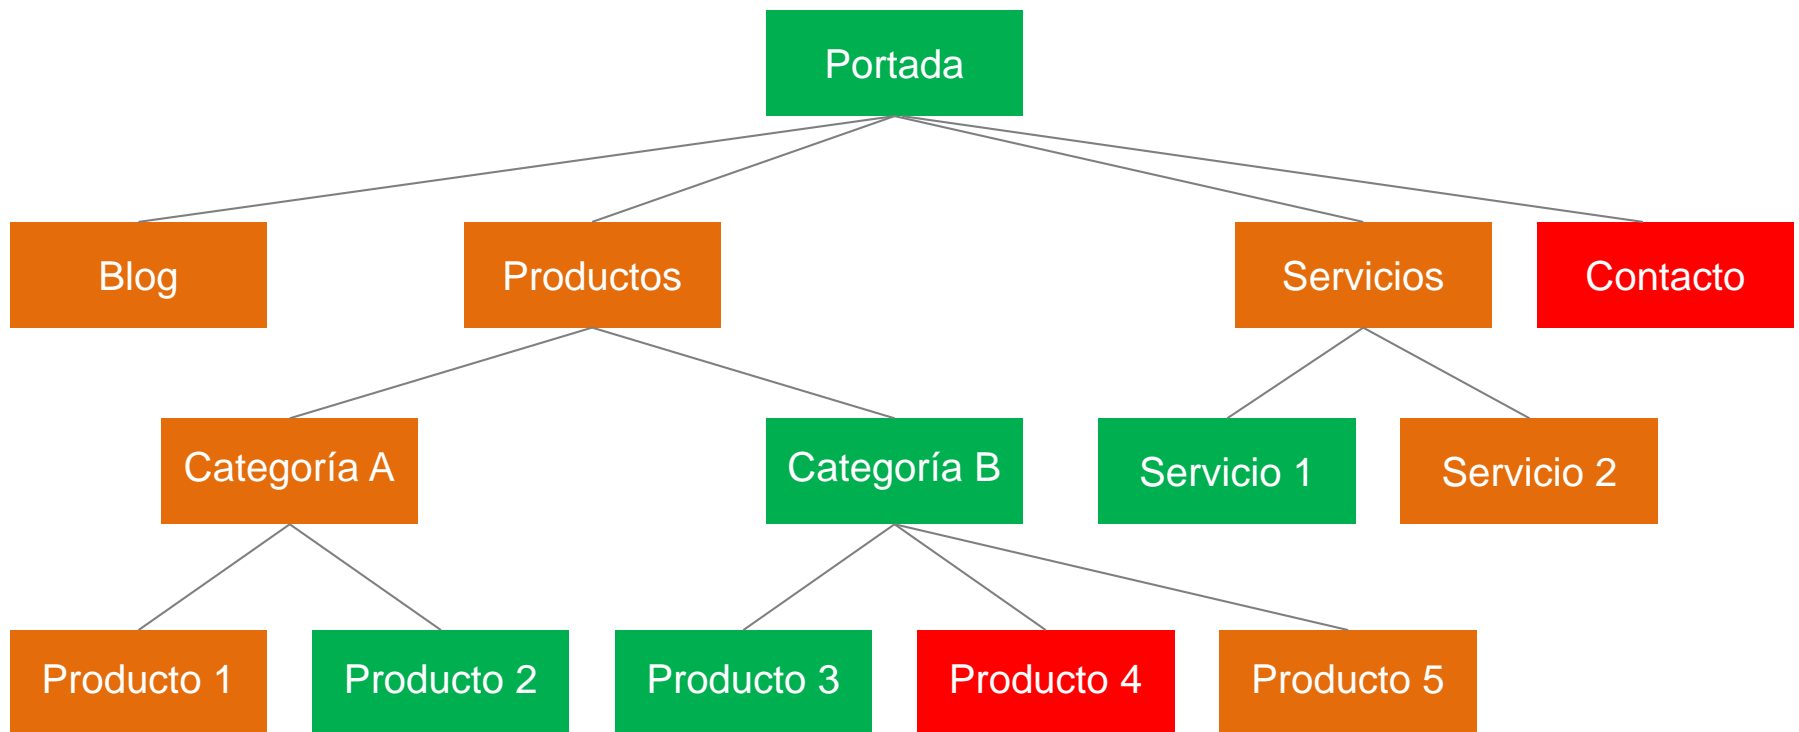 Portada
Blog
Productos
Servicios
Contacto
Categoría A
Categoría B
Servicio 1
Servicio 2
Producto 1
Producto 2
Producto 3
Producto 4
Producto 5